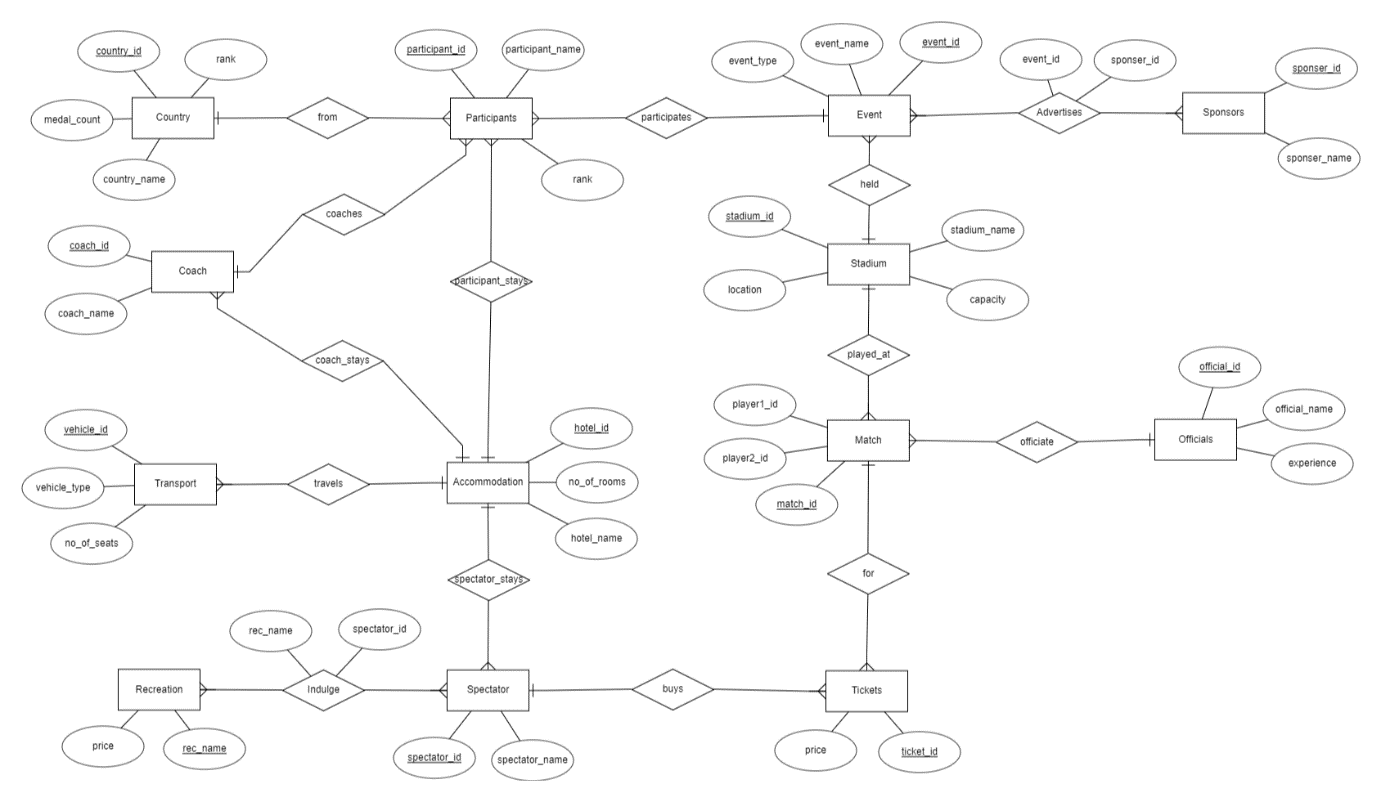 country_id
rank
medal_count
Country
country_name
from
participant_id
participant_name
Participants
rank
participates
event_type
event_name
event_id
Event
event_id
sponser_id
Advertises
sponser_id
Sponsors
sponser_name
held
coaches
coach_id
Coach
coach_name
participant_stays
stadium_id
stadium_name
Stadium
location
capacity
coach_stays
played_at
player1_id
player2_id
Match
match_id
officiate
official_id
official_name
Officials
experience
vehicle_id
vehicle_type
Transport
no_of_seats
travels
hotel_id
Accommodation
no_of_rooms
hotel_name
spectator_stays
for
rec_name
spectator_id
Recreation
Indulge
Spectator
buys
Tickets
price
rec_name
spectator_id
spectator_name
price
ticket_id